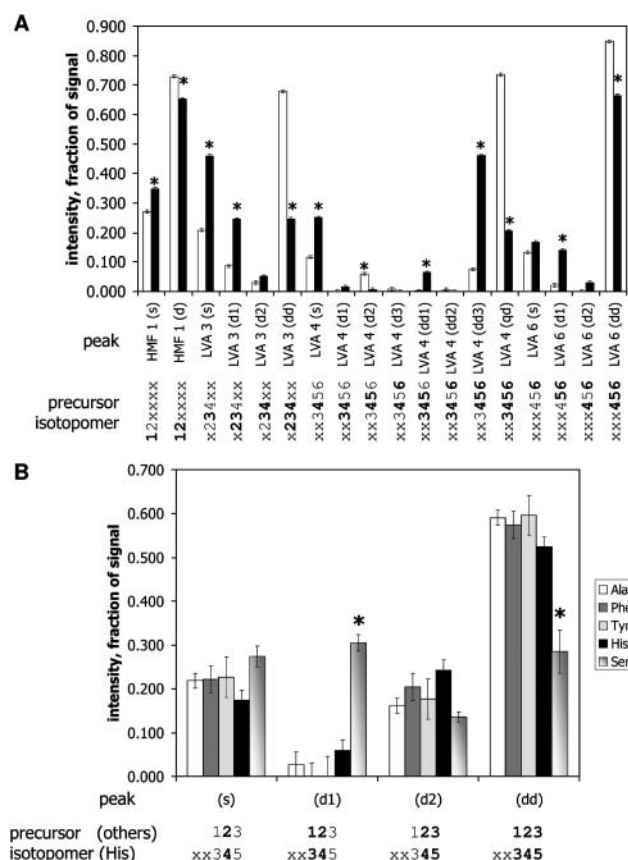 A
intensity, fraction of signal
0.900
0.800
0.700
0.600
0.500
0.400
0.300
0.200
0.100
0.000
* * * * * * * * * * * * *
peak
HMF 1 (s)
HMF 1 (d)
LVA 3 (s)
LVA 3 (d1)
LVA 3 (d2)
LVA 3 (dd)
LVA 4 (s)
LVA 4 (d1)
LVA 4 (d2)
LVA 4 (d3)
LVA 4 (dd1)
LVA 4 (dd2)
LVA 4 (dd3)
LVA 4 (qd)
LVA 6 (s)
LVA 6 (d1)
LVA 6 (d2)
LVA 6 (dd)
precursor
isotopomer
12xxxx
12xxxx
x234xx
x234xx
x234xx
x234xx
xx3456
xx3456
xx3456
xx3456
xx3456
xx3456
xx3456
xx3456
xxx456
xxx456
xxx456
xxx456
B
intensity, fraction of signal
0.700
0.600
0.500
0.400
0.300
0.200
0.100
0.000
* *
Ala
Phe
Tyr
His
Ser
peak (s) (d1) (d2) (dd)
precursor (others) 123 123 123 123
isotopomer (His) xx345 xx345 xx345 xx345